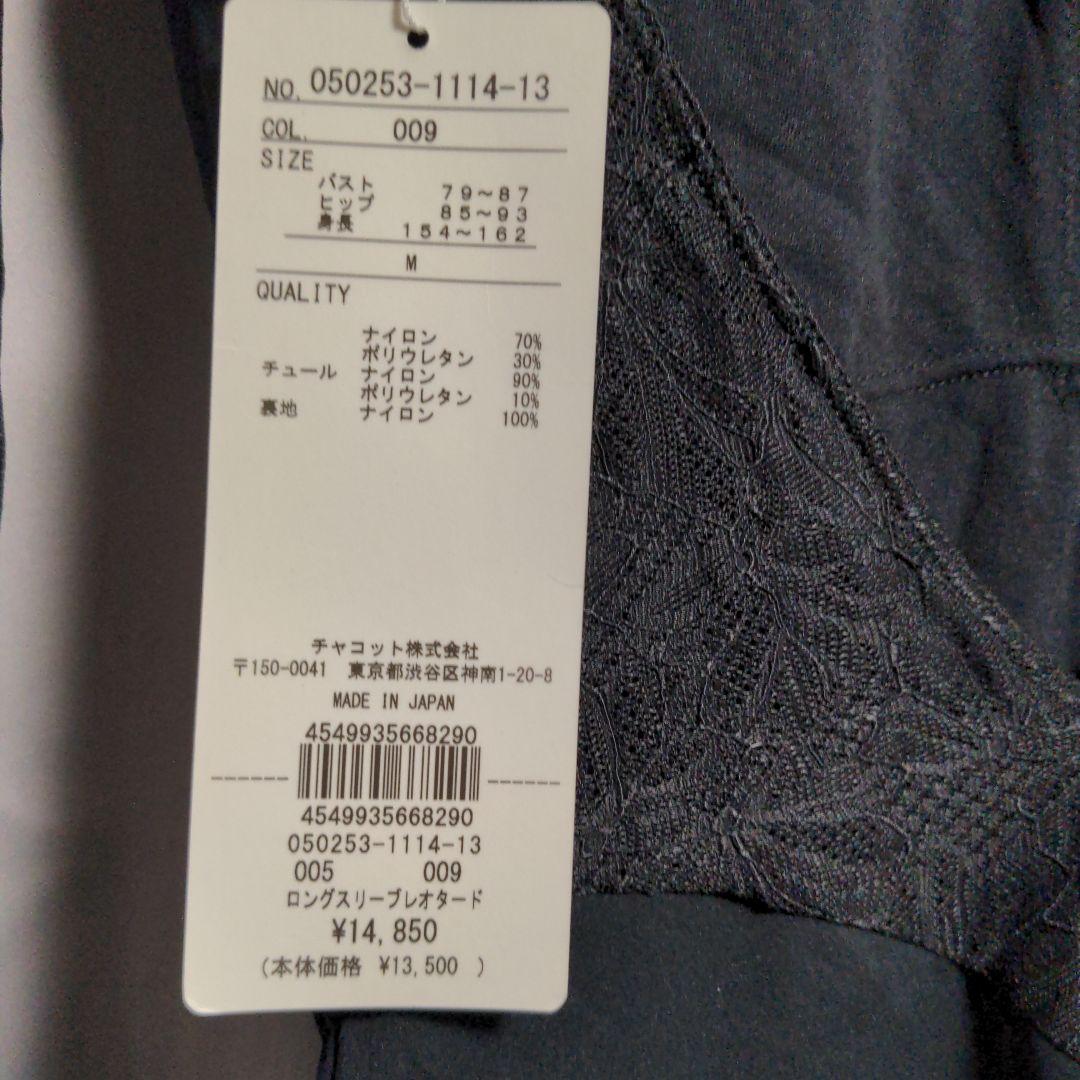 NO. 050253-1114-13
COL. 009
SIZE
バスト 79～87
ヒップ 85～93
身長 154～162
M
QUALITY
ナイロン 70%
ポリウレタン 30%
チュール ナイロン 90%
ポリウレタン 10%
裏地 ナイロン 100%
チャコット株式会社
〒150-0041 東京都渋谷区神南1-20-8
MADE IN JAPAN
4549935668290
4549935668290
050253-1114-13
005 009
ロングスリーブレオタード
¥14,850
(本体価格 ¥13,500 )